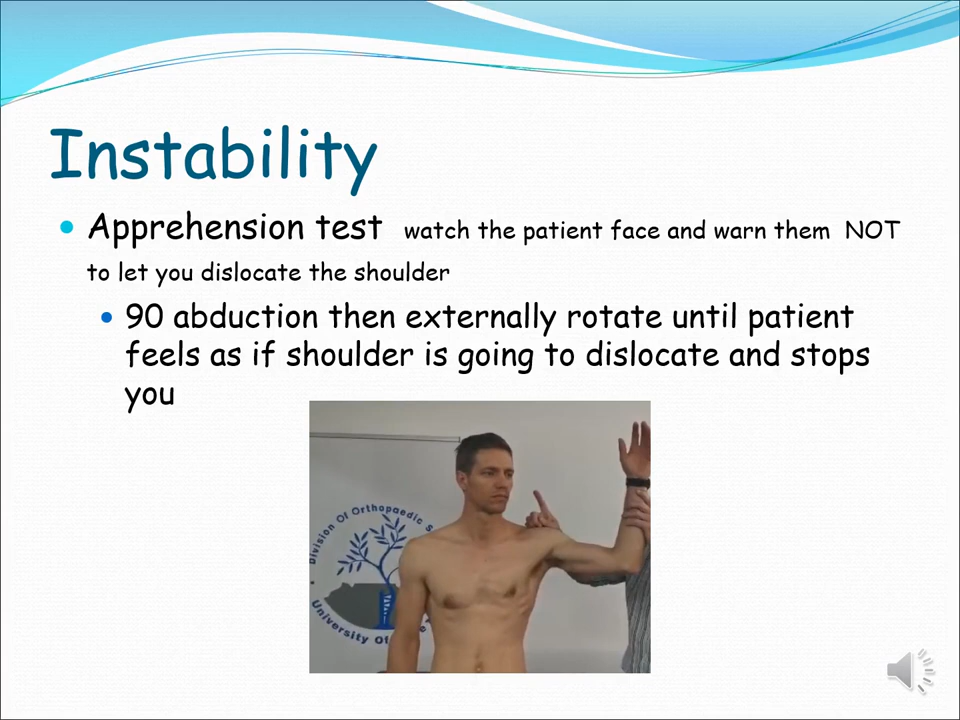 Instability
Apprehension test watch the patient face and warn them NOT
to let you dislocate the shoulder
90 abduction then externally rotate until patient
feels as if shoulder is going to dislocate and stops
you
Division Of Orthopaedic
University Of